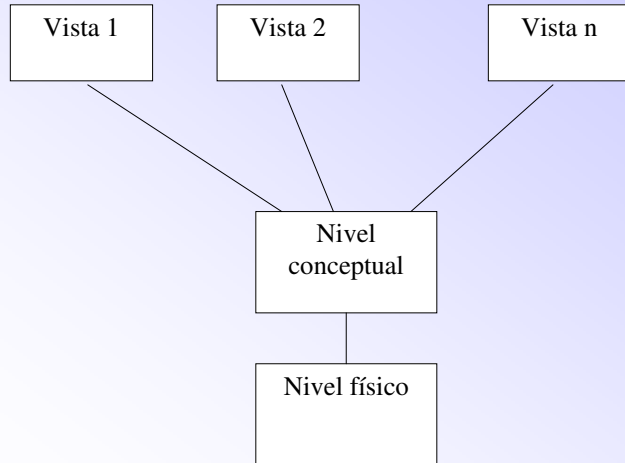 Vista 1
Vista 2
Vista n
Nivel
conceptual
Nivel físico